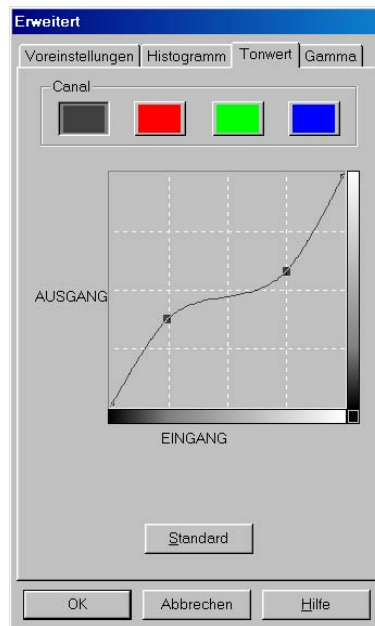 Erweitert
Voreinstellungen Histogramm Tonwert Gamma
Canal
AUSGANG
EINGANG
Standard
OK Abbrechen Hilfe